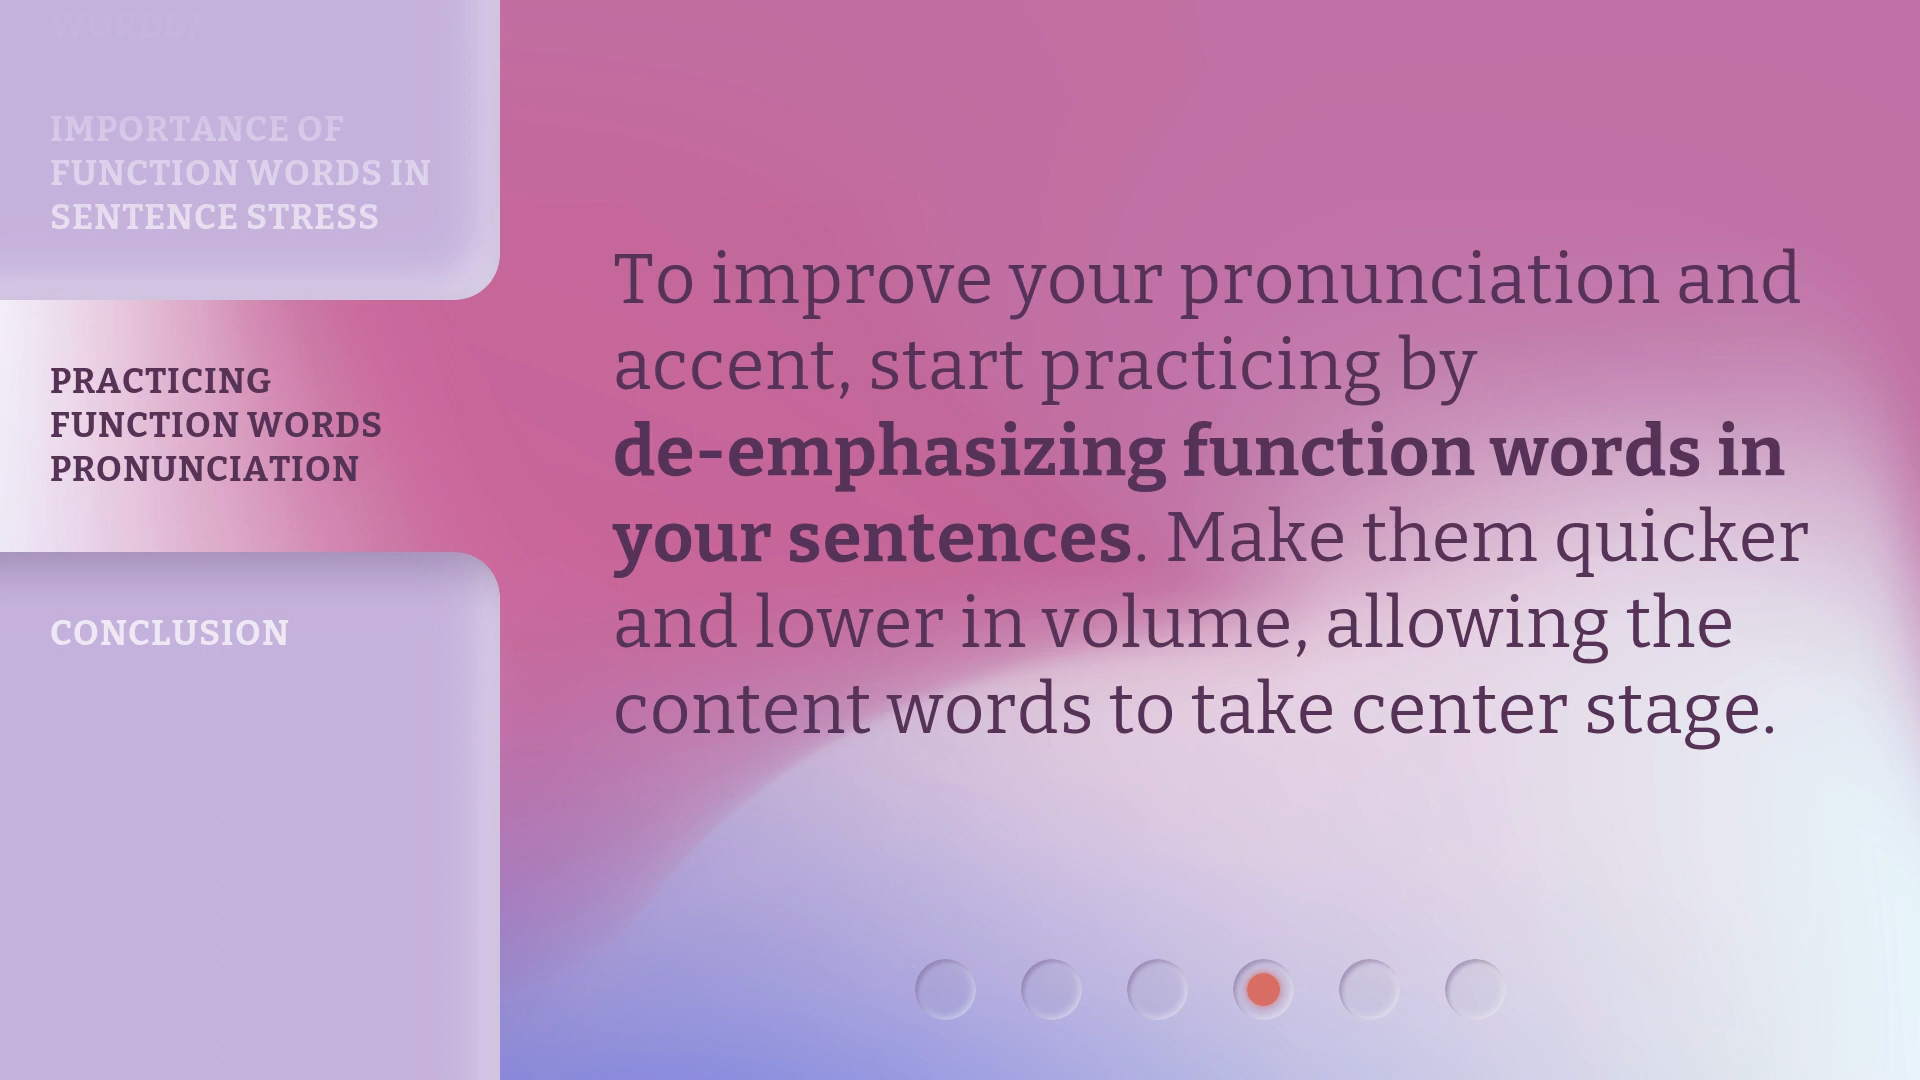 WORDS?
IMPORTANCE OF
FUNCTION WORDS IN
SENTENCE STRESS
PRACTICING
FUNCTION WORDS
PRONUNCIATION
CONCLUSION
To improve your pronunciation and
accent, start practicing by
de-emphasizing function words in
your sentences. Make them quicker
and lower in volume, allowing the
content words to take center stage.